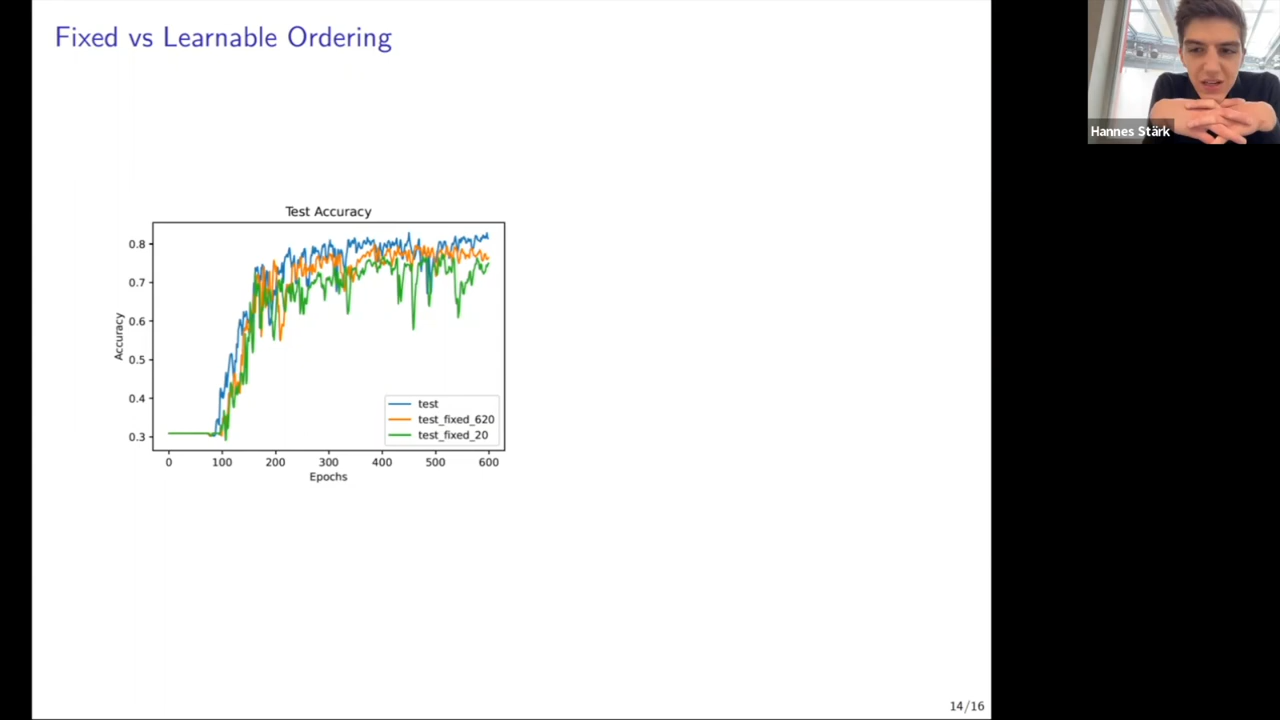 Fixed vs Learnable Ordering
Hannes Stärk
Test Accuracy
0.8
0.7
0.6
0.5
0.4
0.3
Accuracy
test
test_fixed_620
test_fixed_20
0 100 200 300 400 500 600
Epochs
14/16